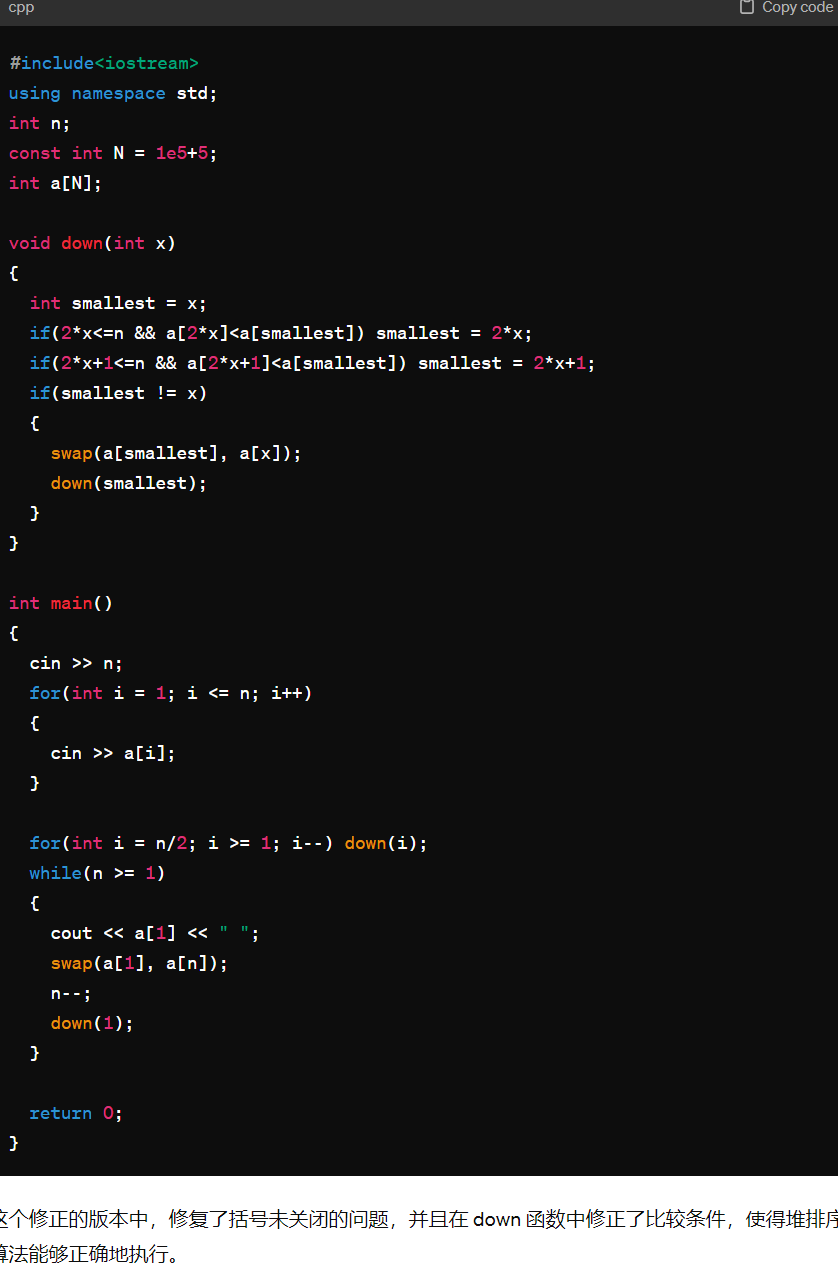 cpp
Copy code
#include<iostream>
using namespace std;
int n;
const int N = 1e5+5;
int a[N];
void down(int x)
{
  int smallest = x;
  if(2*x<=n && a[2*x]<a[smallest]) smallest = 2*x;
  if(2*x+1<=n && a[2*x+1]<a[smallest]) smallest = 2*x+1;
  if(smallest != x)
  {
    swap(a[smallest], a[x]);
    down(smallest);
  }
}
int main()
{
  cin >> n;
  for(int i = 1; i <= n; i++)
  {
    cin >> a[i];
  }
  for(int i = n/2; i >= 1; i--) down(i);
  while(n >= 1)
  {
    cout << a[1] << " ";
    swap(a[1], a[n]);
    n--;
    down(1);
  }
  return 0;
}
这个修正的版本中，修复了括号未关闭的问题，并且在 down 函数中修正了比较条件，使得堆排序
算法能够正确地执行。